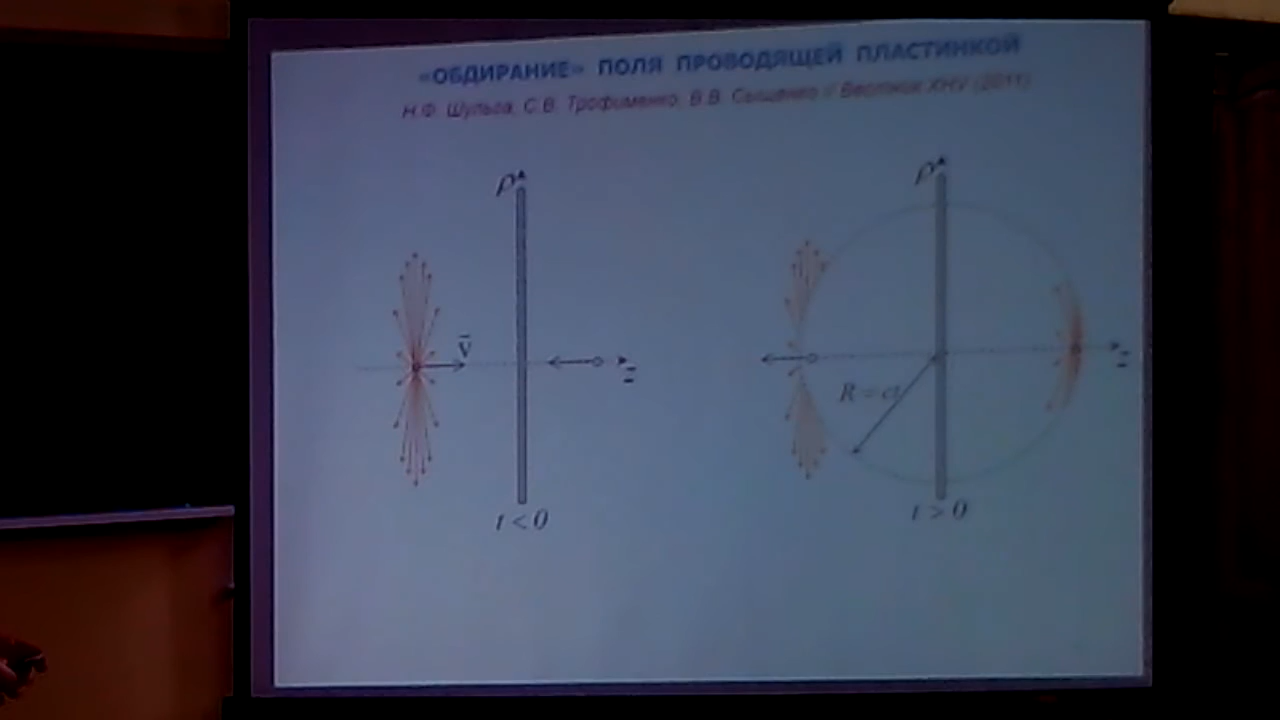 «ОБДИРАНИЕ» ПОЛЯ ПРОВОДЯЩЕЙ ПЛАСТИНКОЙ
Н.Ф. Шульга, С.В. Трофименко, В.В. Сыщенко // Вестник ХНУ (2011)
ρ
V
z
t < 0
ρ
R = ct
z
t > 0